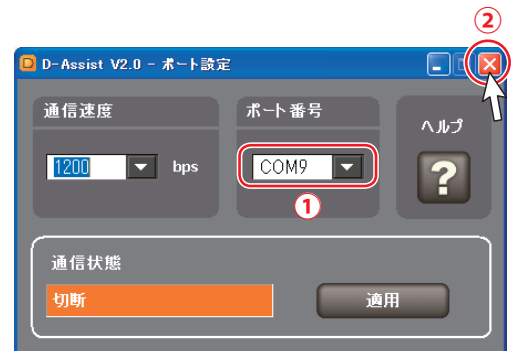 ②
D-Assist V2.0 - ポート設定
通信速度
ポート番号
ヘルプ
1200
bps
COM9
?
①
通信状態
切断
適用